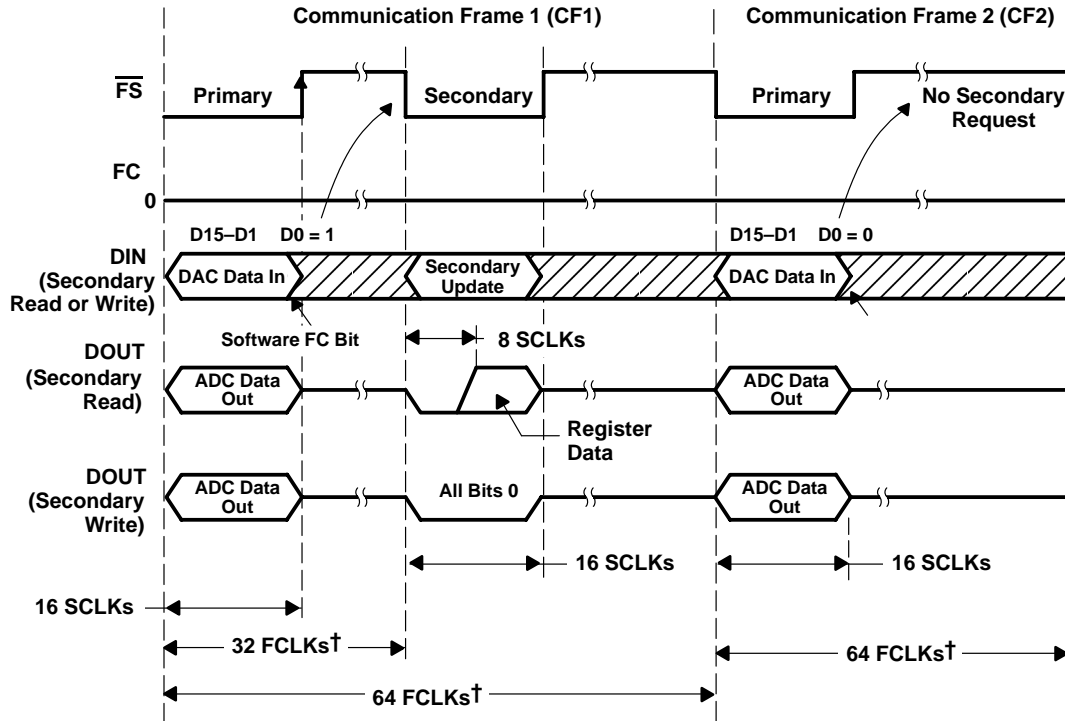 Communication Frame 1 (CF1)
Communication Frame 2 (CF2)
FS
Primary
Secondary
Primary
No Secondary
Request
FC
0
D15–D1 D0 = 1
D15–D1 D0 = 0
DIN
(Secondary
Read or Write)
DAC Data In
Secondary
Update
DAC Data In
Software FC Bit
8 SCLKs
DOUT
(Secondary
Read)
ADC Data
Out
Register
Data
ADC Data
Out
DOUT
(Secondary
Write)
ADC Data
Out
All Bits 0
ADC Data
Out
16 SCLKs
16 SCLKs
16 SCLKs
32 FCLKs†
64 FCLKs†
64 FCLKs†